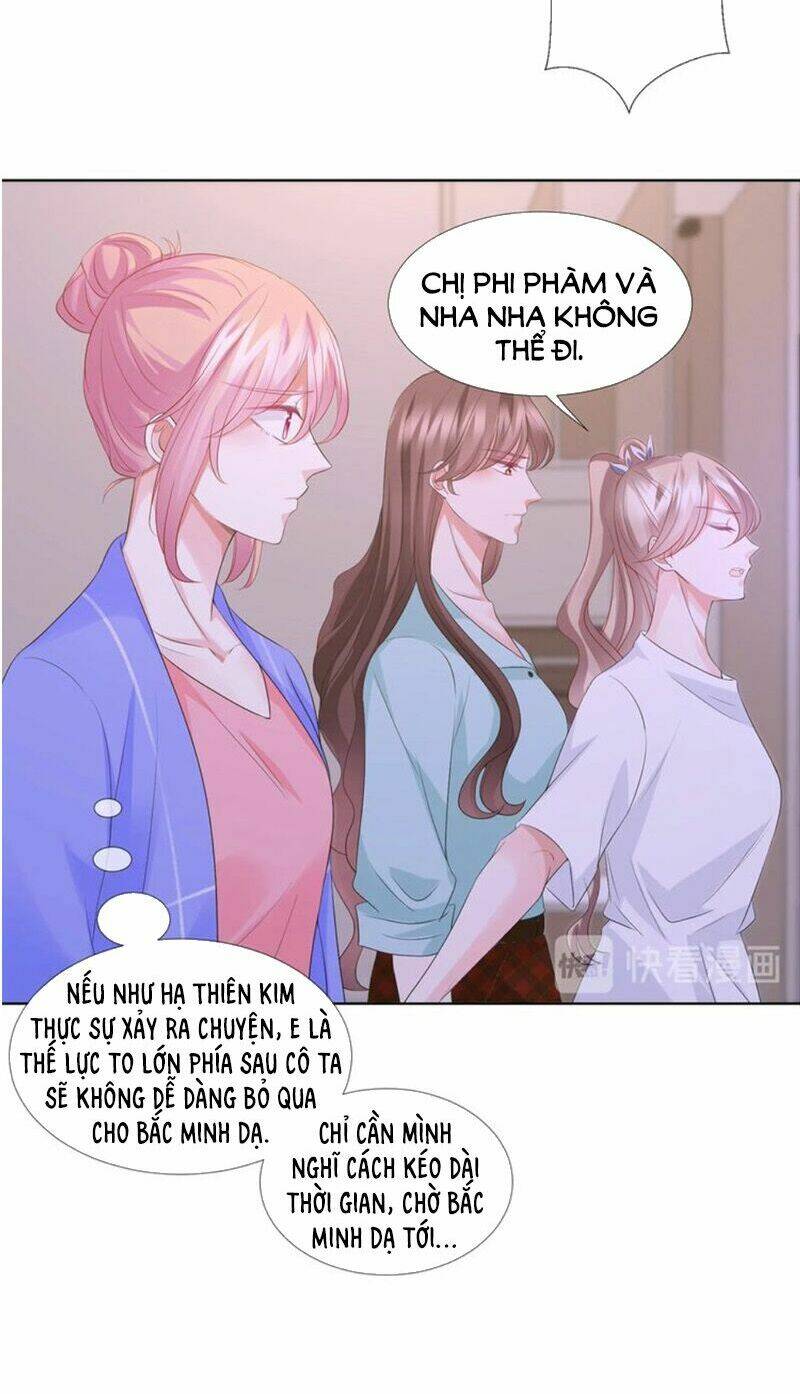 CHỊ PHI PHÀM VÀ
NHA NHA KHÔNG
THỂ ĐI.
快看漫画
NẾU NHƯ HẠ THIÊN KIM
THỰC SỰ XẢY RA CHUYỆN, E LÀ
THẾ LỰC TO LỚN PHÍA SAU CÔ TA
SẼ KHÔNG DỄ DÀNG BỎ QUA
CHO BẮC MINH DẠ.
CHỈ CẦN MÌNH
NGHĨ CÁCH KÉO DÀI
THỜI GIAN, CHỜ BẮC
MINH DẠ TỚI...